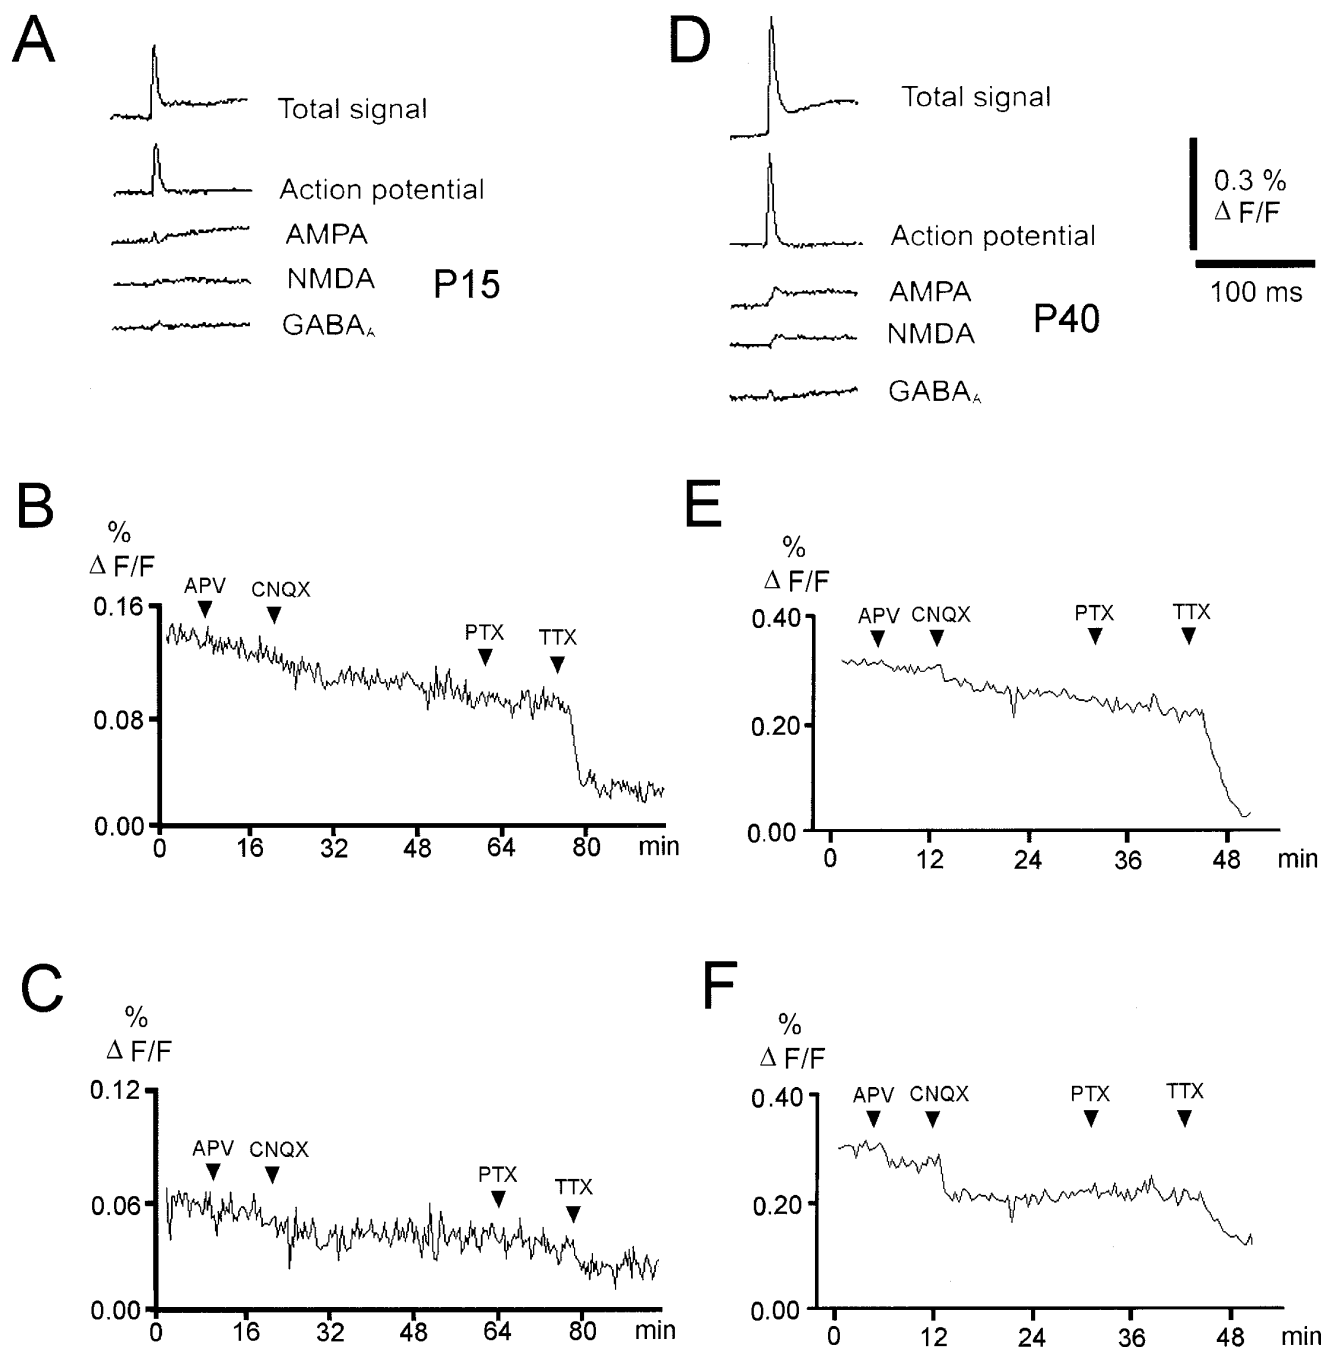 A
Total signal
Action potential
AMPA
NMDA
GABAA
P15
D
Total signal
Action potential
AMPA
NMDA
GABAA
P40
0.3 %
Δ F/F
100 ms
B
%
Δ F/F
APV
CNQX
PTX
TTX
0.16
0.08
0.00
0 16 32 48 64 80 min
E
%
Δ F/F
APV
CNQX
PTX
TTX
0.40
0.20
0.00
0 12 24 36 48 min
C
%
Δ F/F
APV
CNQX
PTX
TTX
0.12
0.06
0.00
0 16 32 48 64 80 min
F
%
Δ F/F
APV
CNQX
PTX
TTX
0.40
0.20
0.00
0 12 24 36 48 min